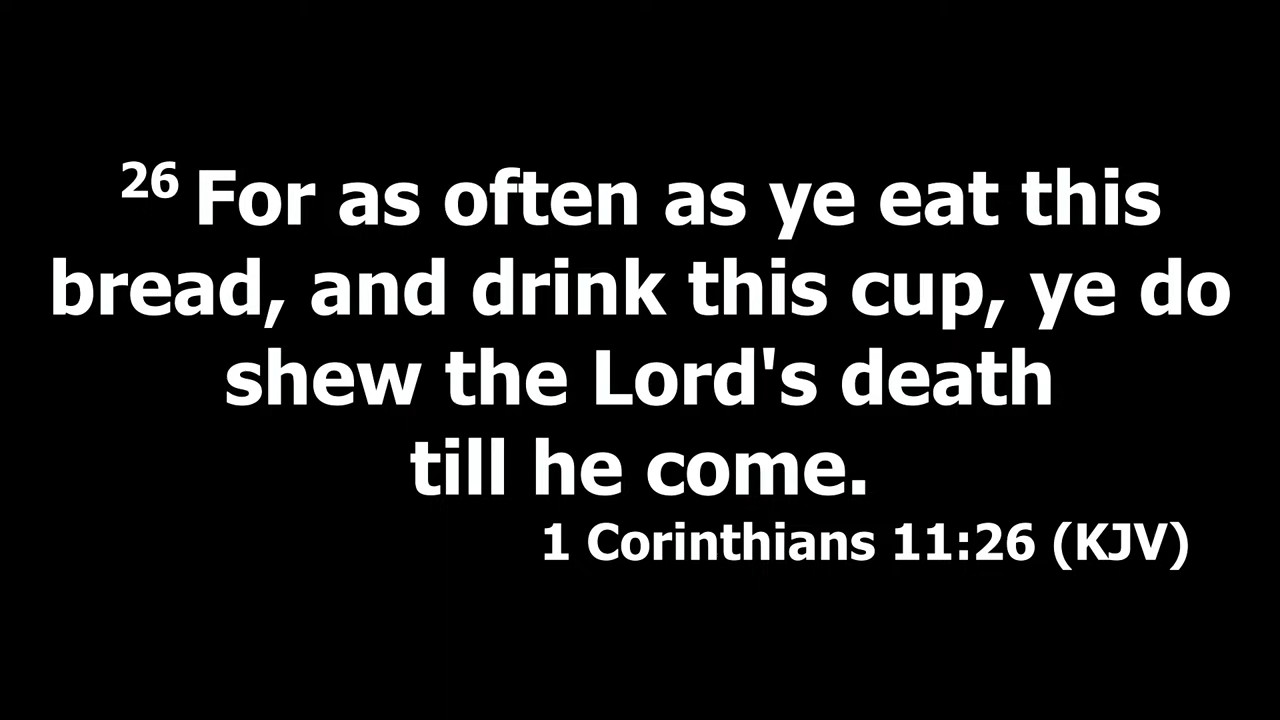 26 For as often as ye eat this
bread, and drink this cup, ye do
shew the Lord's death
till he come.
1 Corinthians 11:26 (KJV)